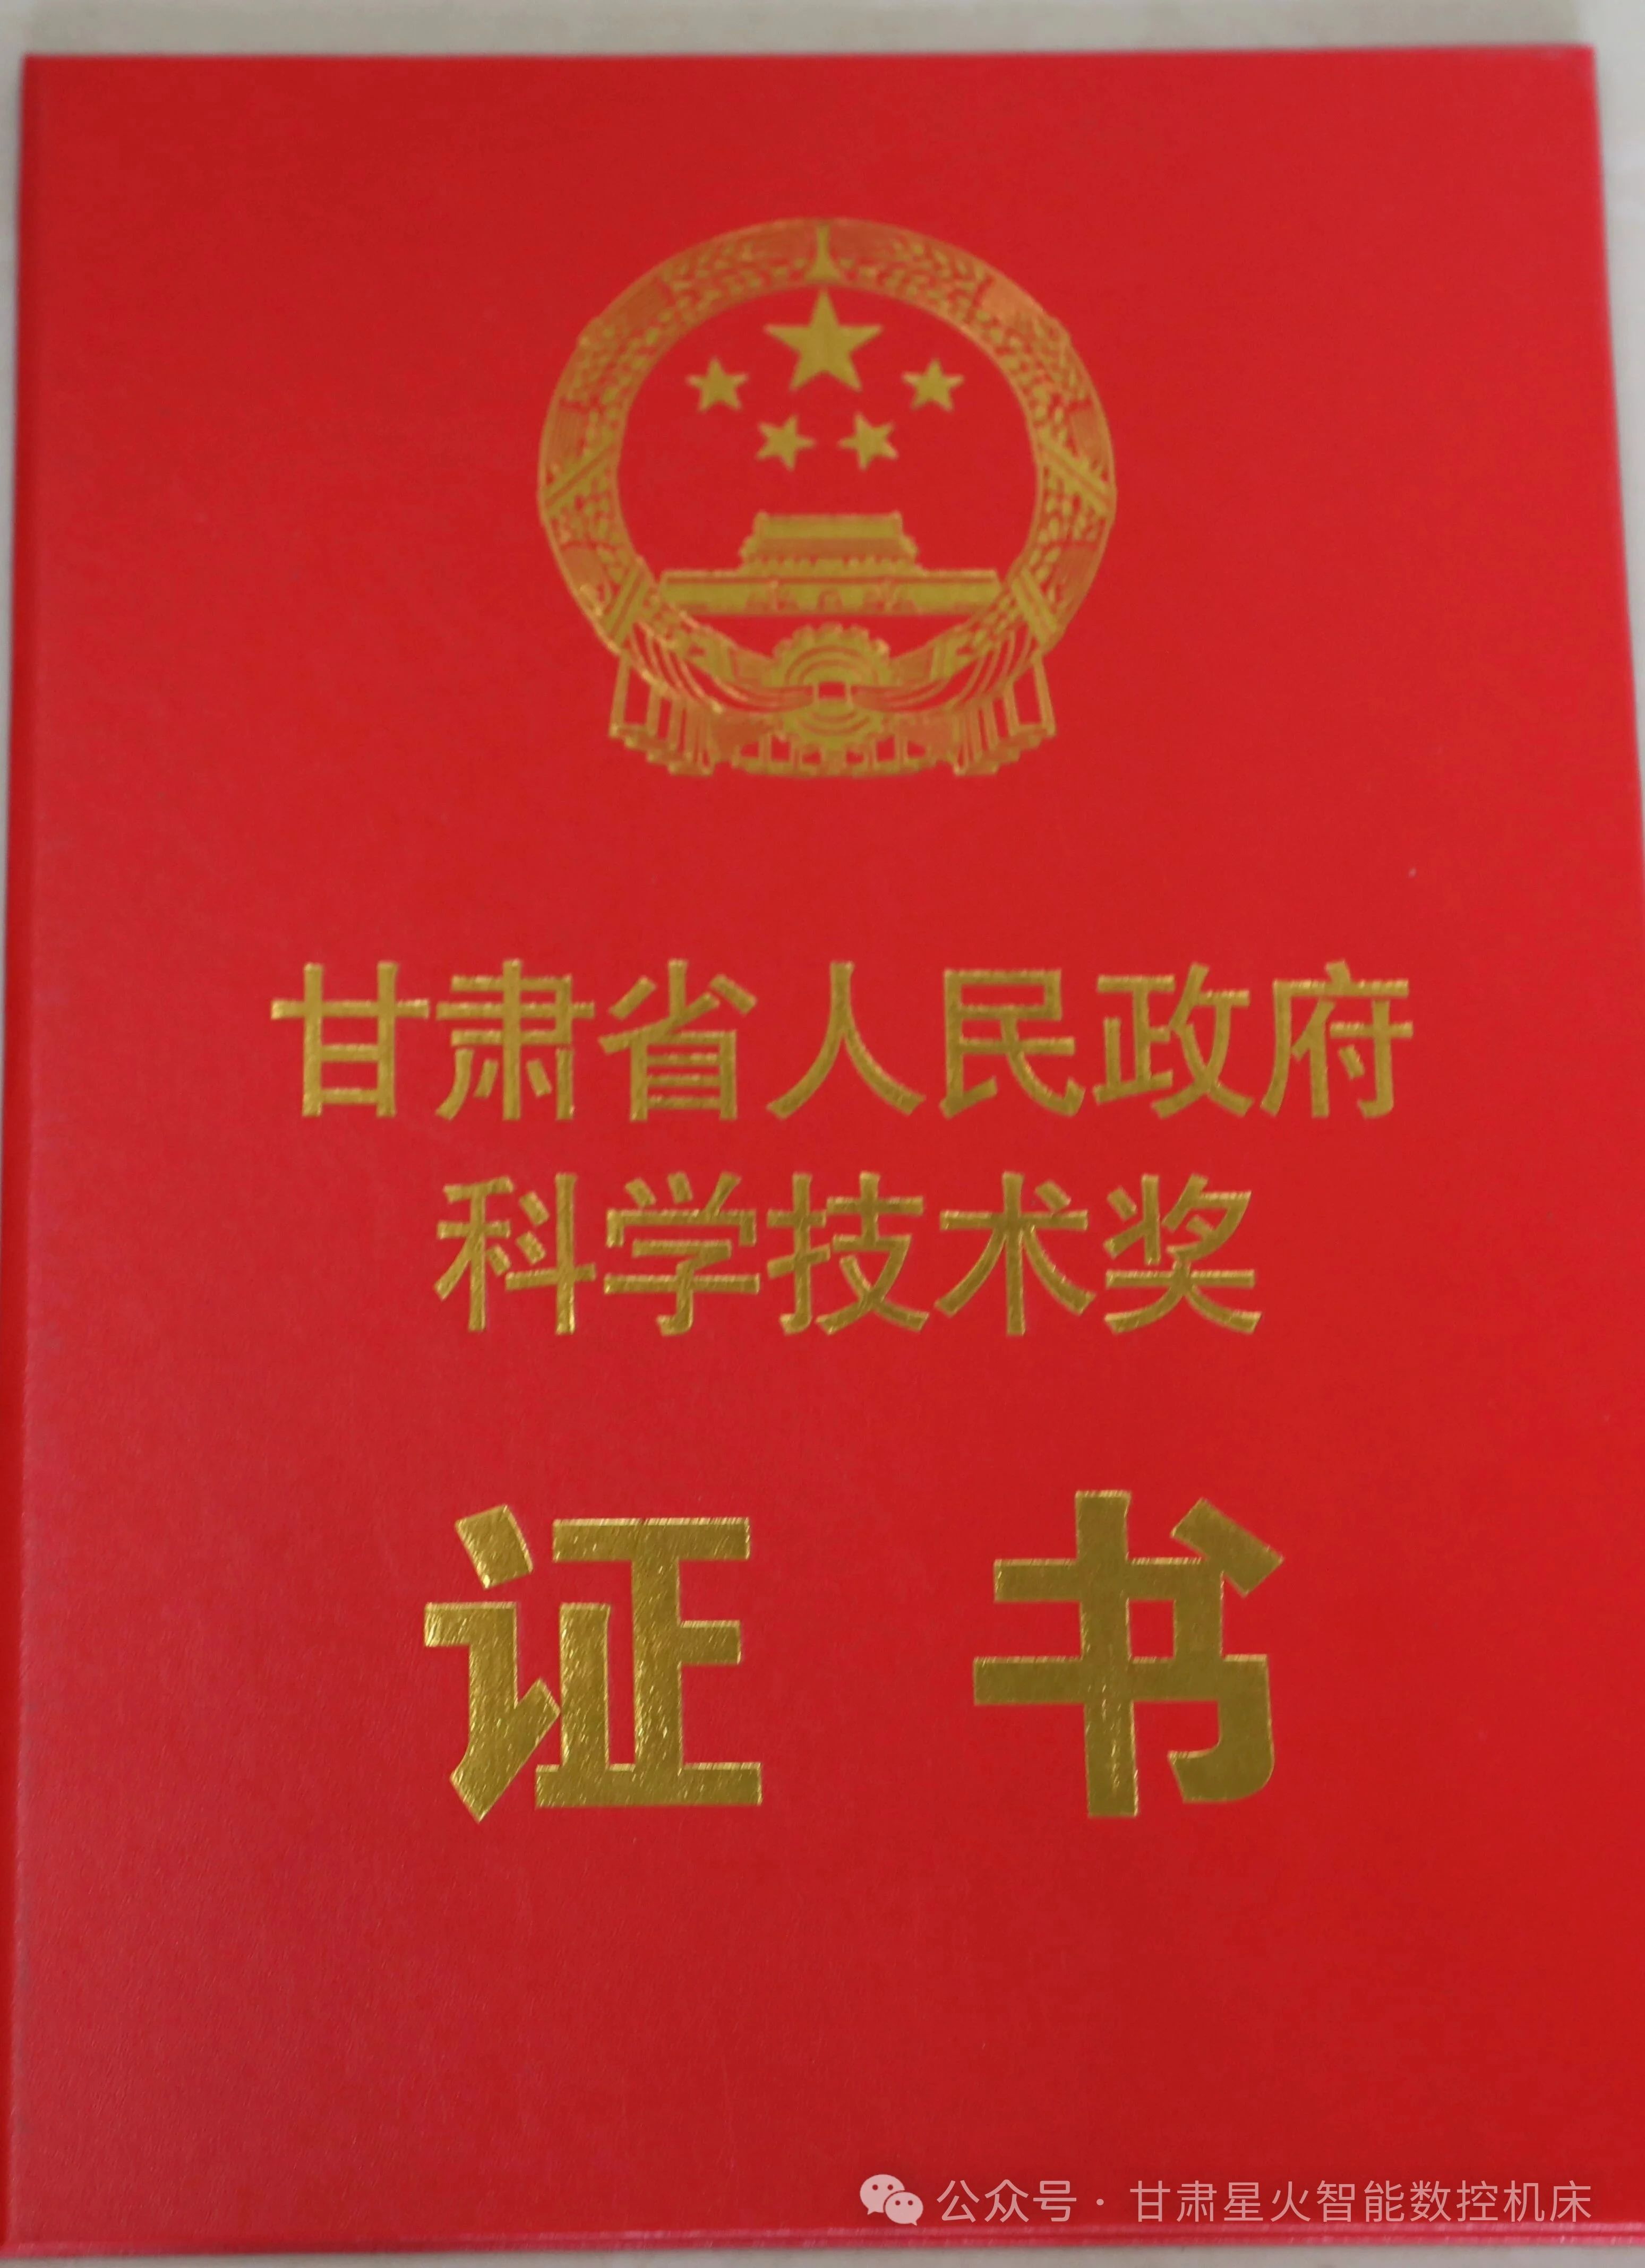 甘肃省人民政府
科学技术奖
证书
公众号·甘肃星火智能数控机床